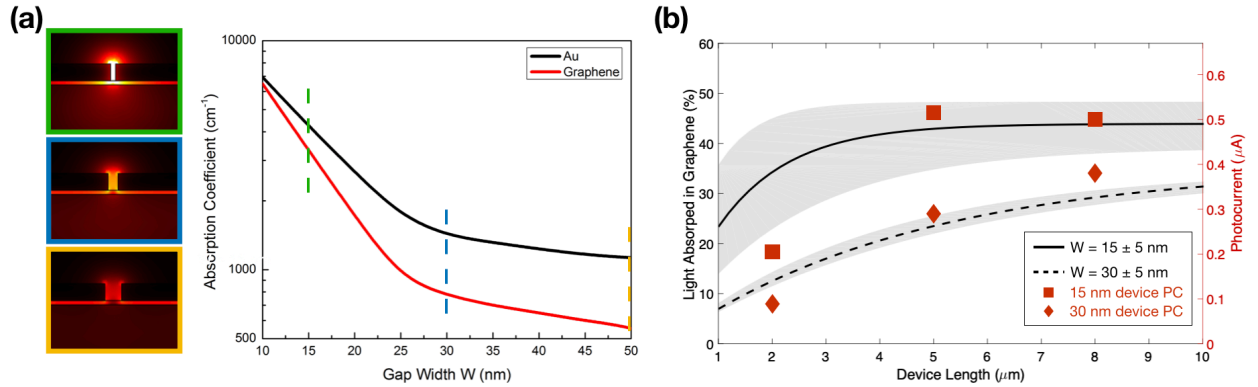 (a)
10000
1000
500
Absorption Coefficient (cm⁻¹)
Au
Graphene
10 15 20 25 30 35 40 45 50
Gap Width W (nm)
(b)
60
50
40
30
20
10
0
Light Absorped in Graphene (%)
W = 15 ± 5 nm
W = 30 ± 5 nm
15 nm device PC
30 nm device PC
1 2 3 4 5 6 7 8 9 10
Device Length (μm)
0.6
0.5
0.4
0.3
0.2
0.1
0
Photocurrent (μA)